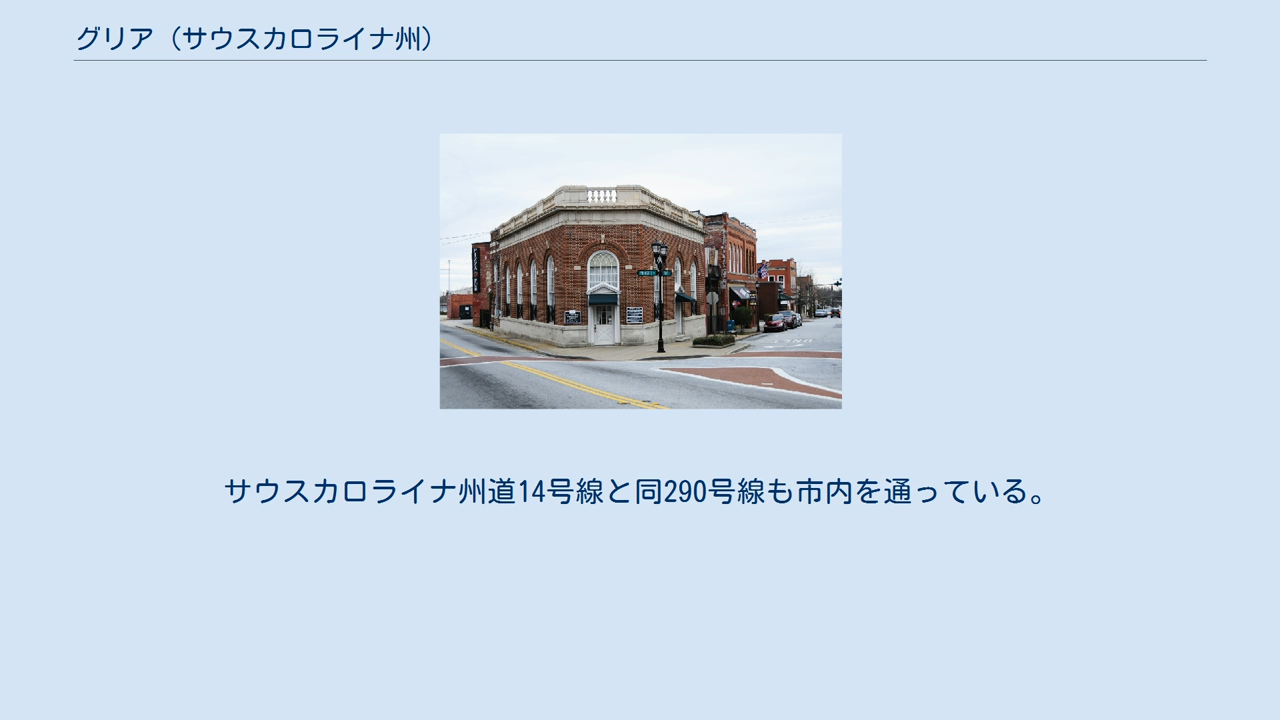 グリア（サウスカロライナ州）
サウスカロライナ州道14号線と同290号線も市内を通っている。